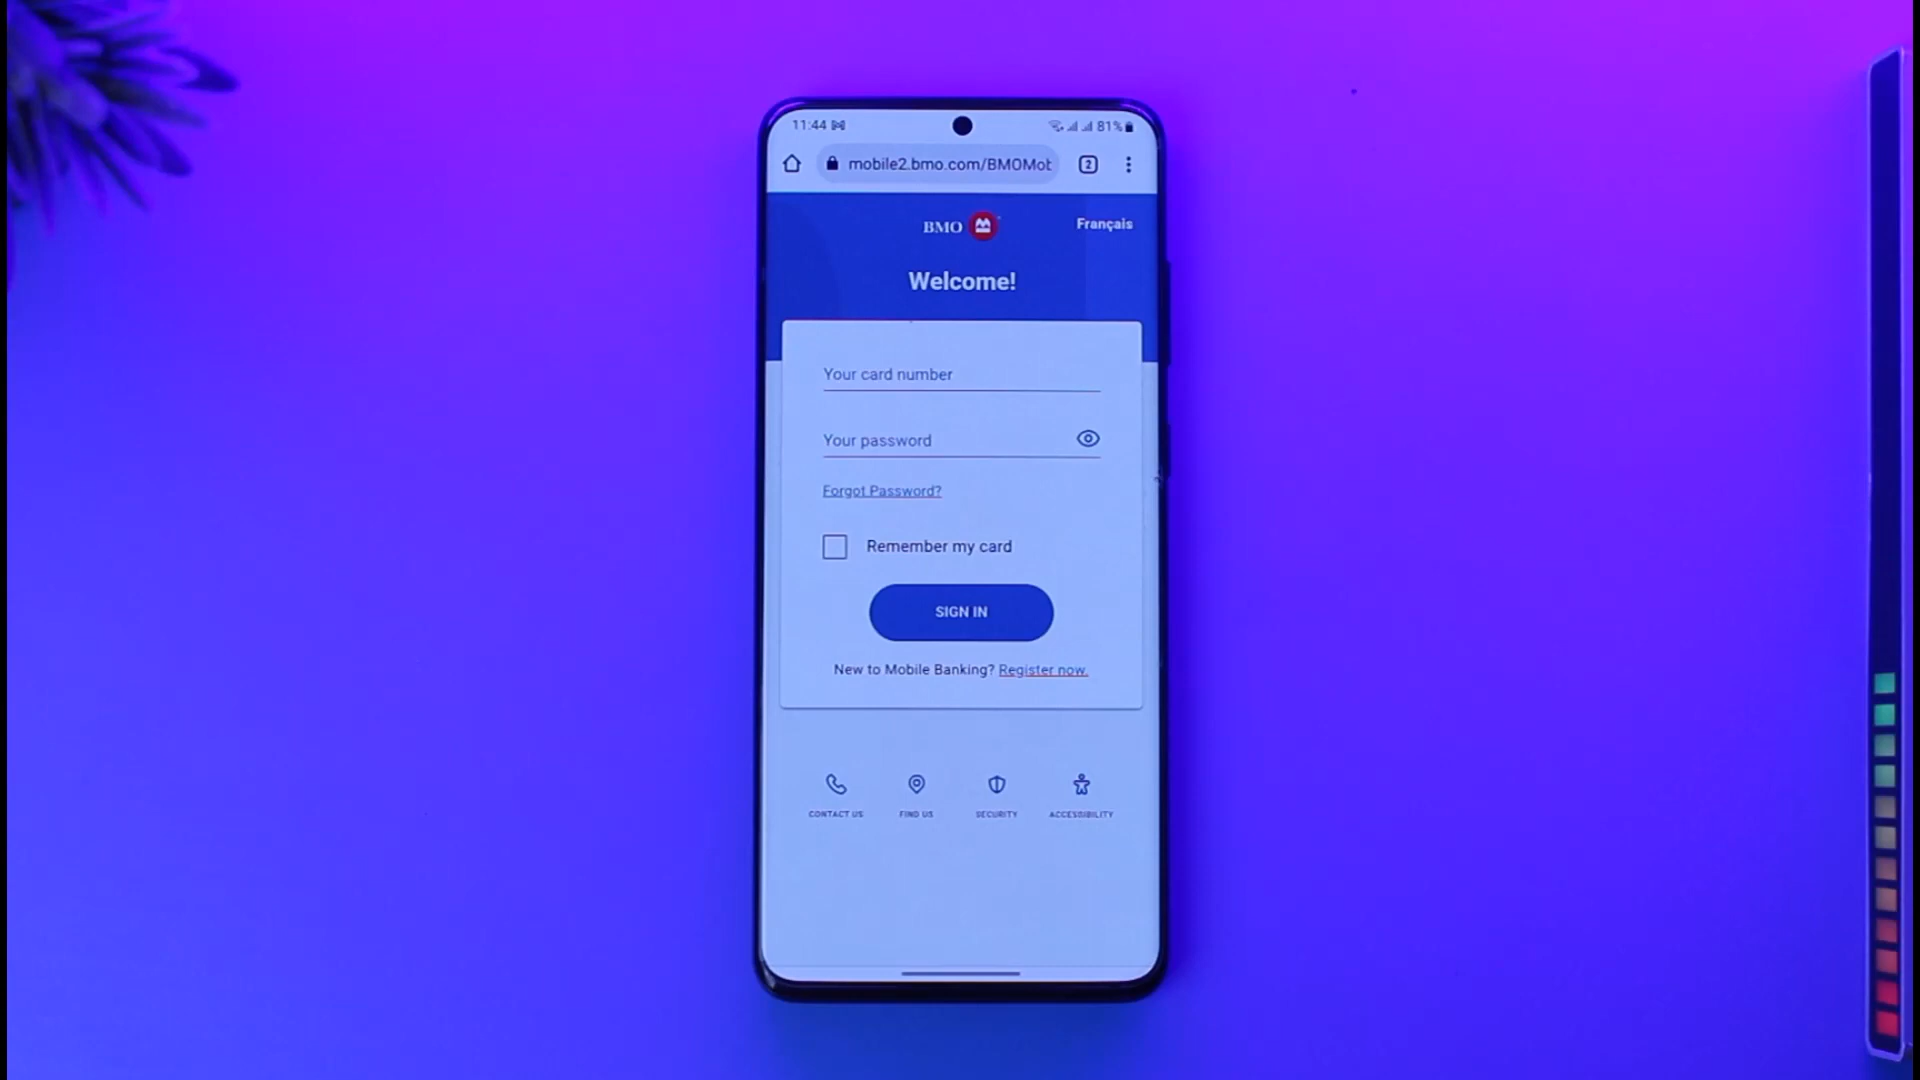 11:44
81%
mobile2.bmo.com/BMOMob
2
BMO
Français
Welcome!
Your card number
Your password
Forgot Password?
Remember my card
SIGN IN
New to Mobile Banking? Register now.
CONTACT US
FIND US
SECURITY
ACCESSIBILITY